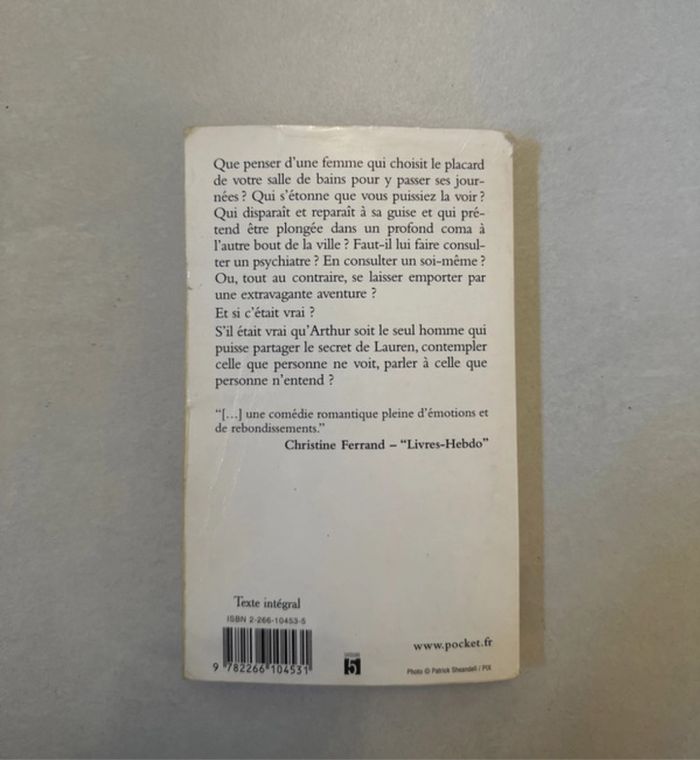 Que penser d'une femme qui choisit le placard
de votre salle de bains pour y passer ses jour-
nées ? Qui s'étonne que vous puissiez la voir ?
Qui disparaît et reparaît à sa guise et qui pré-
tend être plongée dans un profond coma à
l'autre bout de la ville ? Faut-il lui faire consul-
ter un psychiatre ? En consulter un soi-même ?
Ou, tout au contraire, se laisser emporter par
une extravagante aventure ?
Et si c'était vrai ?
S'il était vrai qu'Arthur soit le seul homme qui
puisse partager le secret de Lauren, contempler
celle que personne ne voit, parler à celle que
personne n'entend ?
“[…] une comédie romantique pleine d'émotions et
de rebondissements.”
Christine Ferrand – “Livres-Hebdo”
Texte intégral
ISBN 2-266-10453-5
9 782266 104531
5
www.pocket.fr
Photo © Patrick Sheandell / PIX